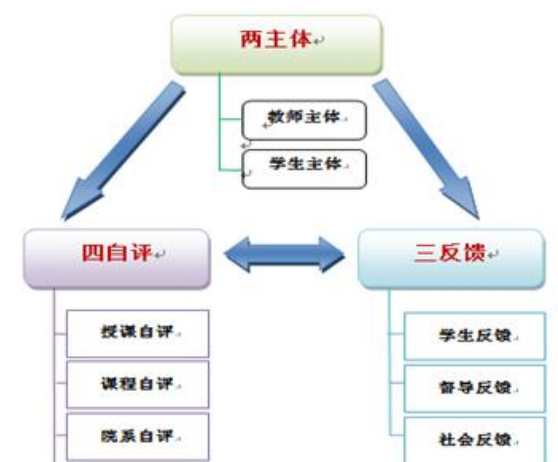 两主体
教师主体
学生主体
四自评
三反馈
授课自评
课程自评
院系自评
学生反馈
督导反馈
社会反馈